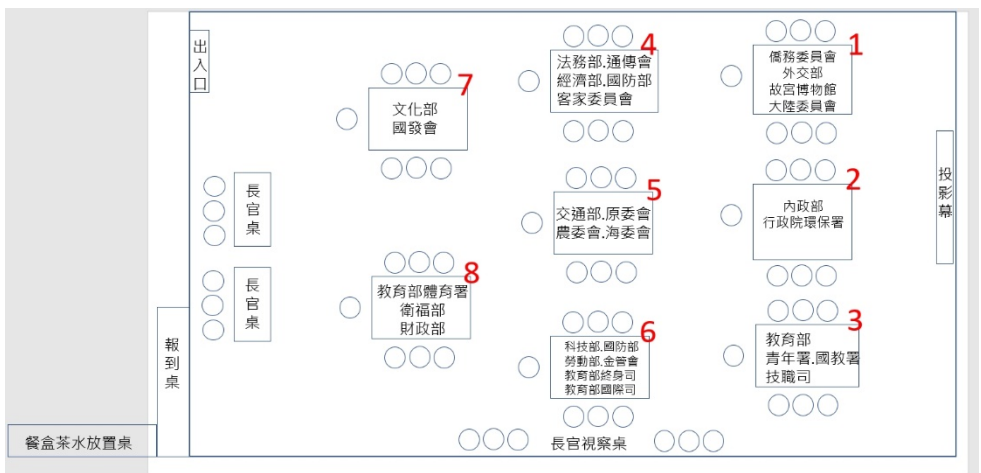 出入口
7
文化部
國發會
4
法務部.通傳會
經濟部.國防部
客家委員會
1
僑務委員會
外交部
故宮博物館
大陸委員會
長官桌
5
交通部.原委會
農委會.海委會
2
內政部
行政院環保署
投影幕
長官桌
8
教育部體育署
衛福部
財政部
6
科技部.國防部
勞動部.金管會
教育部終身司
教育部國際司
3
教育部
青年署.國教署
技職司
報到桌
餐盒茶水放置桌
長官視察桌